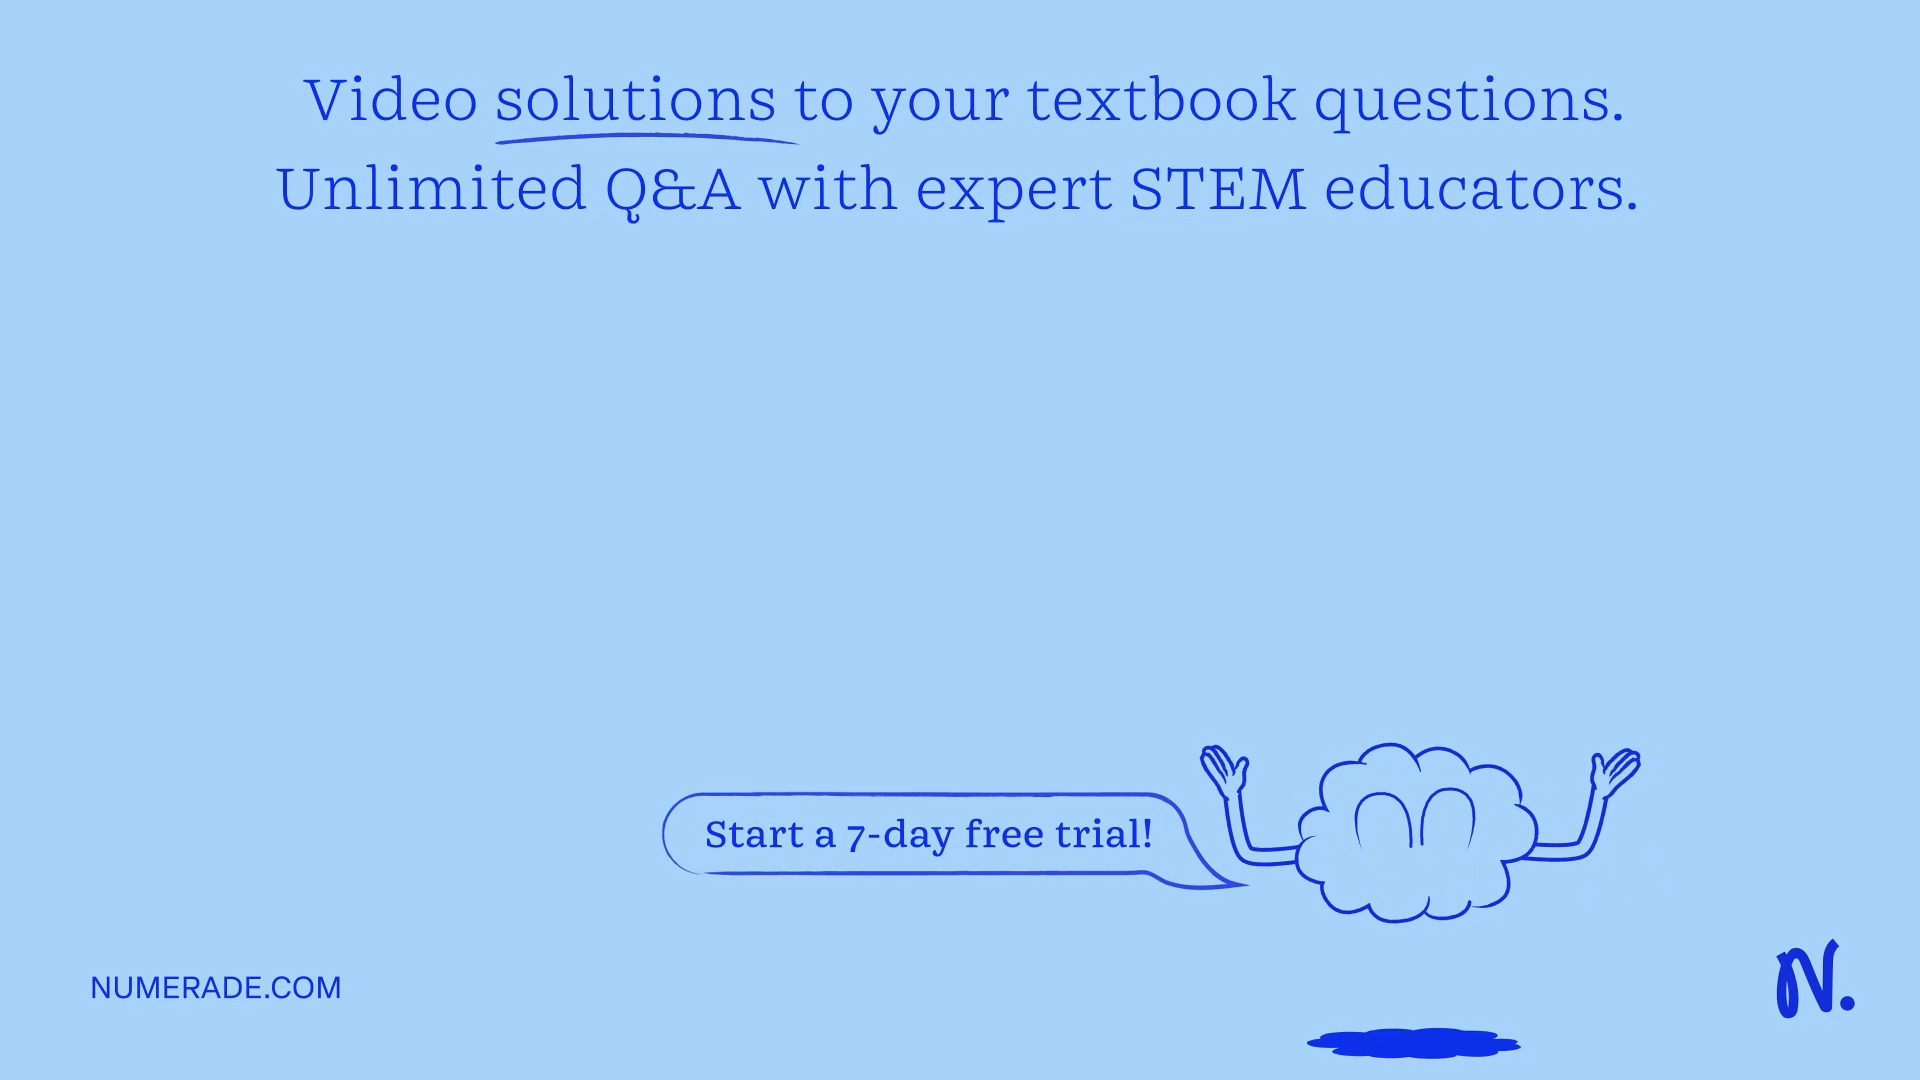 Video solutions to your textbook questions.
Unlimited Q&A with expert STEM educators.
Start a 7-day free trial!
NUMERADE.COM
N.